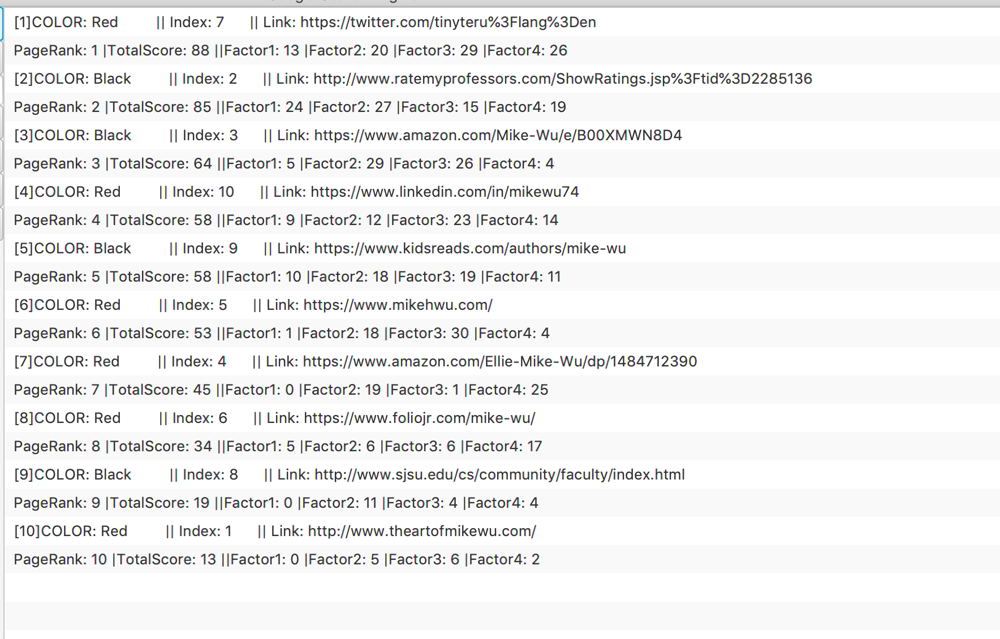 [1]COLOR: Red || Index: 7 || Link: https://twitter.com/tinyteru%3Flang%3Den
PageRank: 1 |TotalScore: 88 ||Factor1: 13 |Factor2: 20 |Factor3: 29 |Factor4: 26
[2]COLOR: Black || Index: 2 || Link: http://www.ratemyprofessors.com/ShowRatings.jsp%3Ftid%3D2285136
PageRank: 2 |TotalScore: 85 ||Factor1: 24 |Factor2: 27 |Factor3: 15 |Factor4: 19
[3]COLOR: Black || Index: 3 || Link: https://www.amazon.com/Mike-Wu/e/B00XMWN8D4
PageRank: 3 |TotalScore: 64 ||Factor1: 5 |Factor2: 29 |Factor3: 26 |Factor4: 4
[4]COLOR: Red || Index: 10 || Link: https://www.linkedin.com/in/mikewu74
PageRank: 4 |TotalScore: 58 ||Factor1: 9 |Factor2: 12 |Factor3: 23 |Factor4: 14
[5]COLOR: Black || Index: 9 || Link: https://www.kidsreads.com/authors/mike-wu
PageRank: 5 |TotalScore: 58 ||Factor1: 10 |Factor2: 18 |Factor3: 19 |Factor4: 11
[6]COLOR: Red || Index: 5 || Link: https://www.mikehwu.com/
PageRank: 6 |TotalScore: 53 ||Factor1: 1 |Factor2: 18 |Factor3: 30 |Factor4: 4
[7]COLOR: Red || Index: 4 || Link: https://www.amazon.com/Ellie-Mike-Wu/dp/1484712390
PageRank: 7 |TotalScore: 45 ||Factor1: 0 |Factor2: 19 |Factor3: 1 |Factor4: 25
[8]COLOR: Red || Index: 6 || Link: https://www.foliojr.com/mike-wu/
PageRank: 8 |TotalScore: 34 ||Factor1: 5 |Factor2: 6 |Factor3: 6 |Factor4: 17
[9]COLOR: Black || Index: 8 || Link: http://www.sjsu.edu/cs/community/faculty/index.html
PageRank: 9 |TotalScore: 19 ||Factor1: 0 |Factor2: 11 |Factor3: 4 |Factor4: 4
[10]COLOR: Red || Index: 1 || Link: http://www.theartofmikewu.com/
PageRank: 10 |TotalScore: 13 ||Factor1: 0 |Factor2: 5 |Factor3: 6 |Factor4: 2